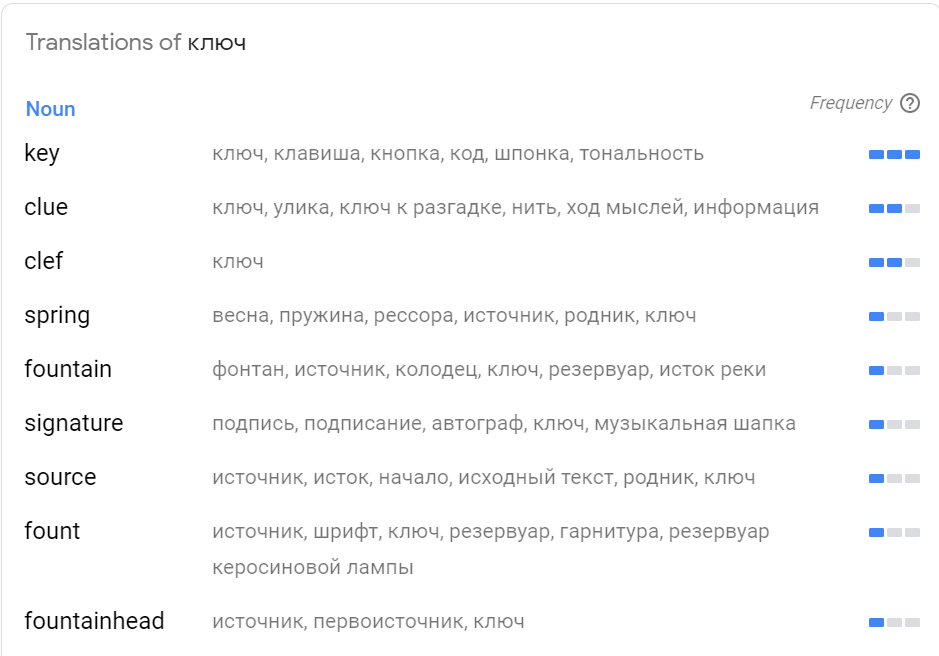 Translations of ключ
Noun
Frequency ?
key ключ, клавиша, кнопка, код, шпонка, тональность
clue ключ, улика, ключ к разгадке, нить, ход мыслей, информация
clef ключ
spring весна, пружина, рессора, источник, родник, ключ
fountain фонтан, источник, колодец, ключ, резервуар, исток реки
signature подпись, подписание, автограф, ключ, музыкальная шапка
source источник, исток, начало, исходный текст, родник, ключ
fount источник, шрифт, ключ, резервуар, гарнитура, резервуар
керосиновой лампы
fountainhead источник, первоисточник, ключ